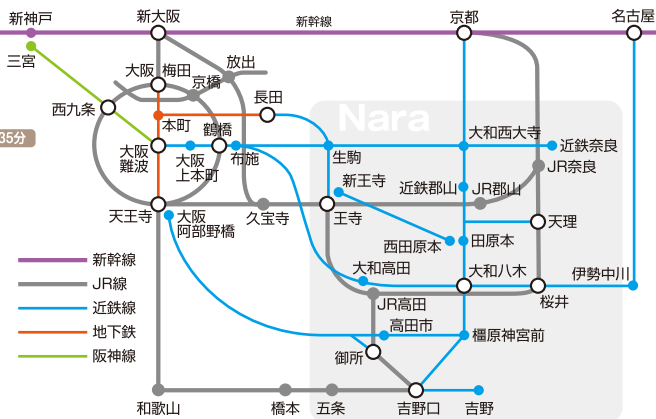 新神戸
新大阪
新幹線
京都
名古屋
三宮
大阪
梅田
放出
京橋
西九条
長田
本町
鶴橋
Nara
35分
大阪
難波
大阪
上本町
布施
生駒
大和西大寺
近鉄奈良
JR奈良
新王寺
近鉄郡山
JR郡山
天王寺
大阪
阿部野橋
久宝寺
王寺
天理
西田原本
田原本
新幹線
JR線
近鉄線
地下鉄
阪神線
大和高田
大和八木
伊勢中川
JR高田
桜井
高田市
橿原神宮前
御所
和歌山
橋本
五条
吉野口
吉野